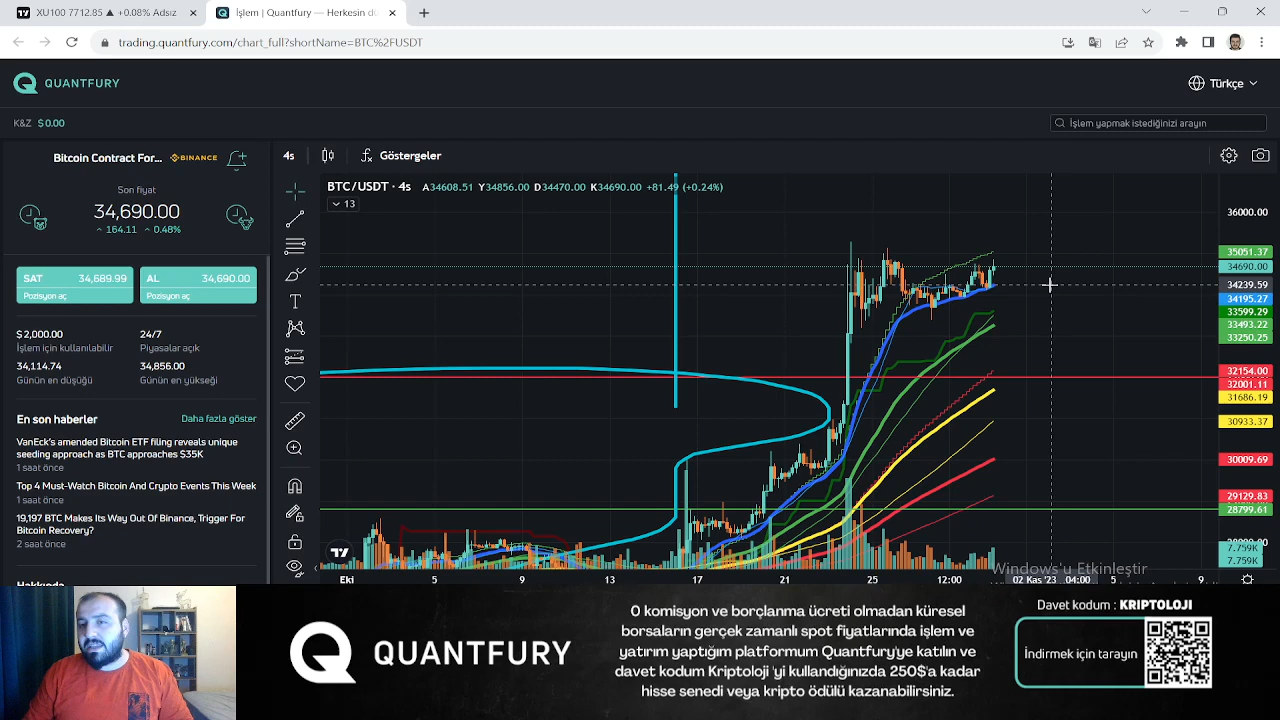 XU100 7712.85 ▲ +0.08% Adsız
İşlem | Quantfury — Herkesin dü
trading.quantfury.com/chart_full?shortName=BTC%2FUSDT
QUANTFURY
Türkçe
K&Z $0.00
İşlem yapmak istediğinizi arayın
Bitcoin Contract For...
BINANCE
4s
Göstergeler
Son fiyat
34,690.00
164.11
0.48%
BTC/USDT · 4s A34608.51 Y34856.00 D34470.00 K34690.00 +81.49 (+0.24%)
13
SAT 34,689.99
Pozisyon aç
AL 34,690.00
Pozisyon aç
$ 2,000.00
İşlem için kullanılabilir
24/7
Piyasalar açık
34,114.74
Günün en düşüğü
34,856.00
Günün en yükseği
En son haberler
Daha fazla göster
VanEck's amended Bitcoin ETF filing reveals unique
seeding approach as BTC approaches $35K
1 saat önce
Top 4 Must-Watch Bitcoin And Crypto Events This Week
1 saat önce
19,197 BTC Makes Its Way Out Of Binance, Trigger For
Bitcoin Recovery?
2 saat önce
Hakkında
36000.00
35051.37
34690.00
34239.59
34195.27
33599.29
33493.22
33250.25
32154.00
32001.11
31686.19
30933.37
30009.69
29129.83
28799.61
7.759K
7.759K
Windows'u Etkinleştir
Eki
5
9
13
17
21
25
12:00
02 Kas '23 04:00
5
9
QUANTFURY
0 komisyon ve borçlanma ücreti olmadan küresel
borsaların gerçek zamanlı spot fiyatlarında işlem ve
yatırım yaptığım platformum Quantfury'ye katılın ve
davet kodum Kriptoloji 'yi kullandığınızda 250$'a kadar
hisse senedi veya kripto ödülü kazanabilirsiniz.
Davet kodum : KRIPTOLOJI
İndirmek için tarayın